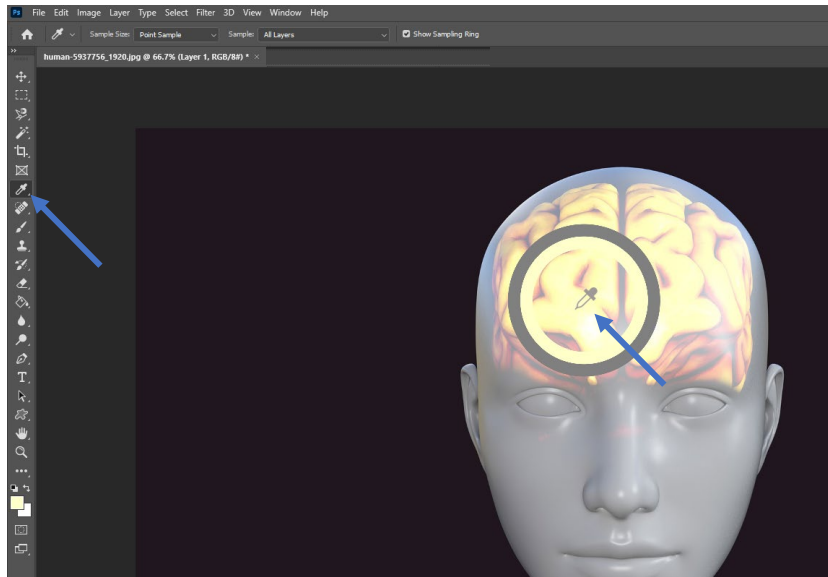 Ps File Edit Image Layer Type Select Filter 3D View Window Help
Sample Size: Point Sample Sample: All Layers Show Sampling Ring
human-5937756_1920.jpg @ 66.7% (Layer 1, RGB/8#) * ×
T